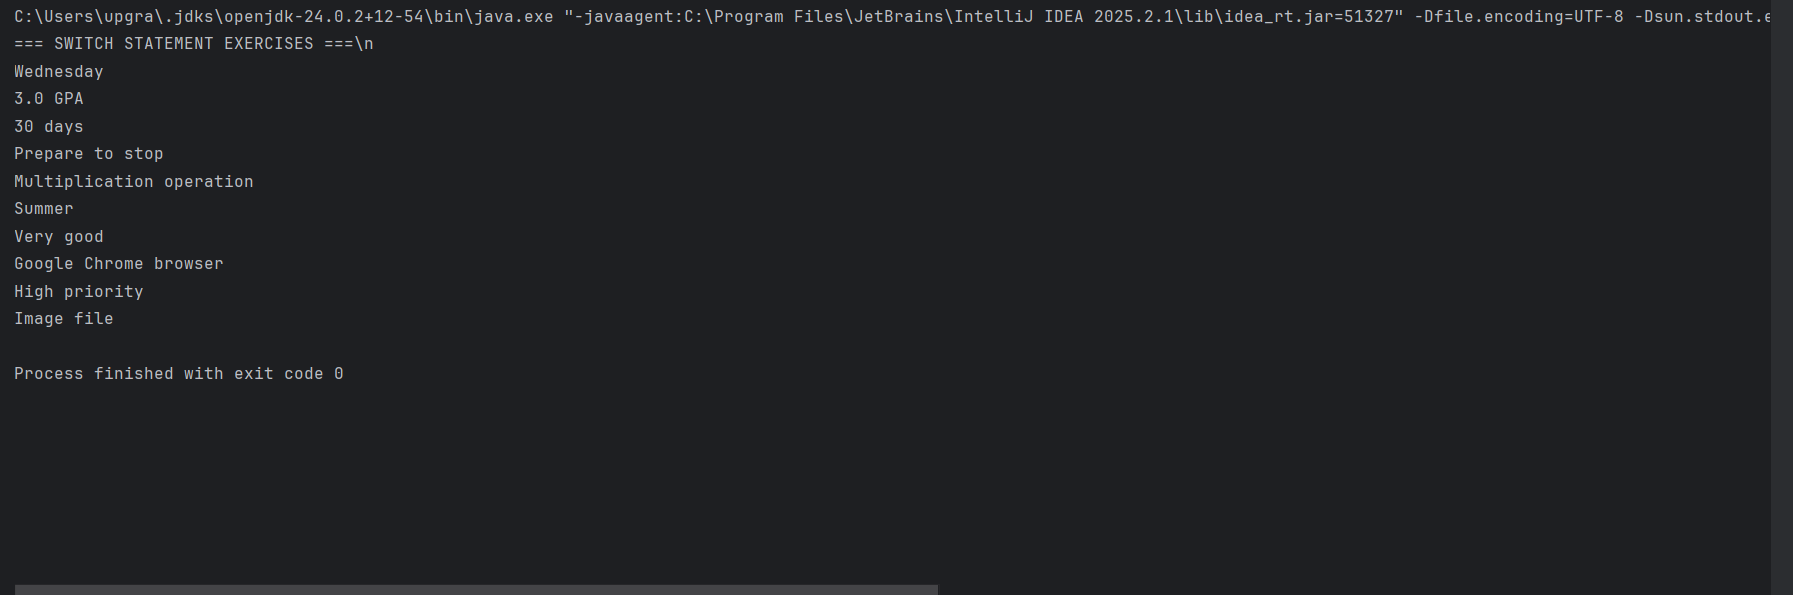 C:\Users\upgra\.jdks\openjdk-24.0.2+12-54\bin\java.exe "-javaagent:C:\Program Files\JetBrains\IntelliJ IDEA 2025.2.1\lib\idea_rt.jar=51327" -Dfile.encoding=UTF-8 -Dsun.stdout.e
=== SWITCH STATEMENT EXERCISES ===\n
Wednesday
3.0 GPA
30 days
Prepare to stop
Multiplication operation
Summer
Very good
Google Chrome browser
High priority
Image file
Process finished with exit code 0